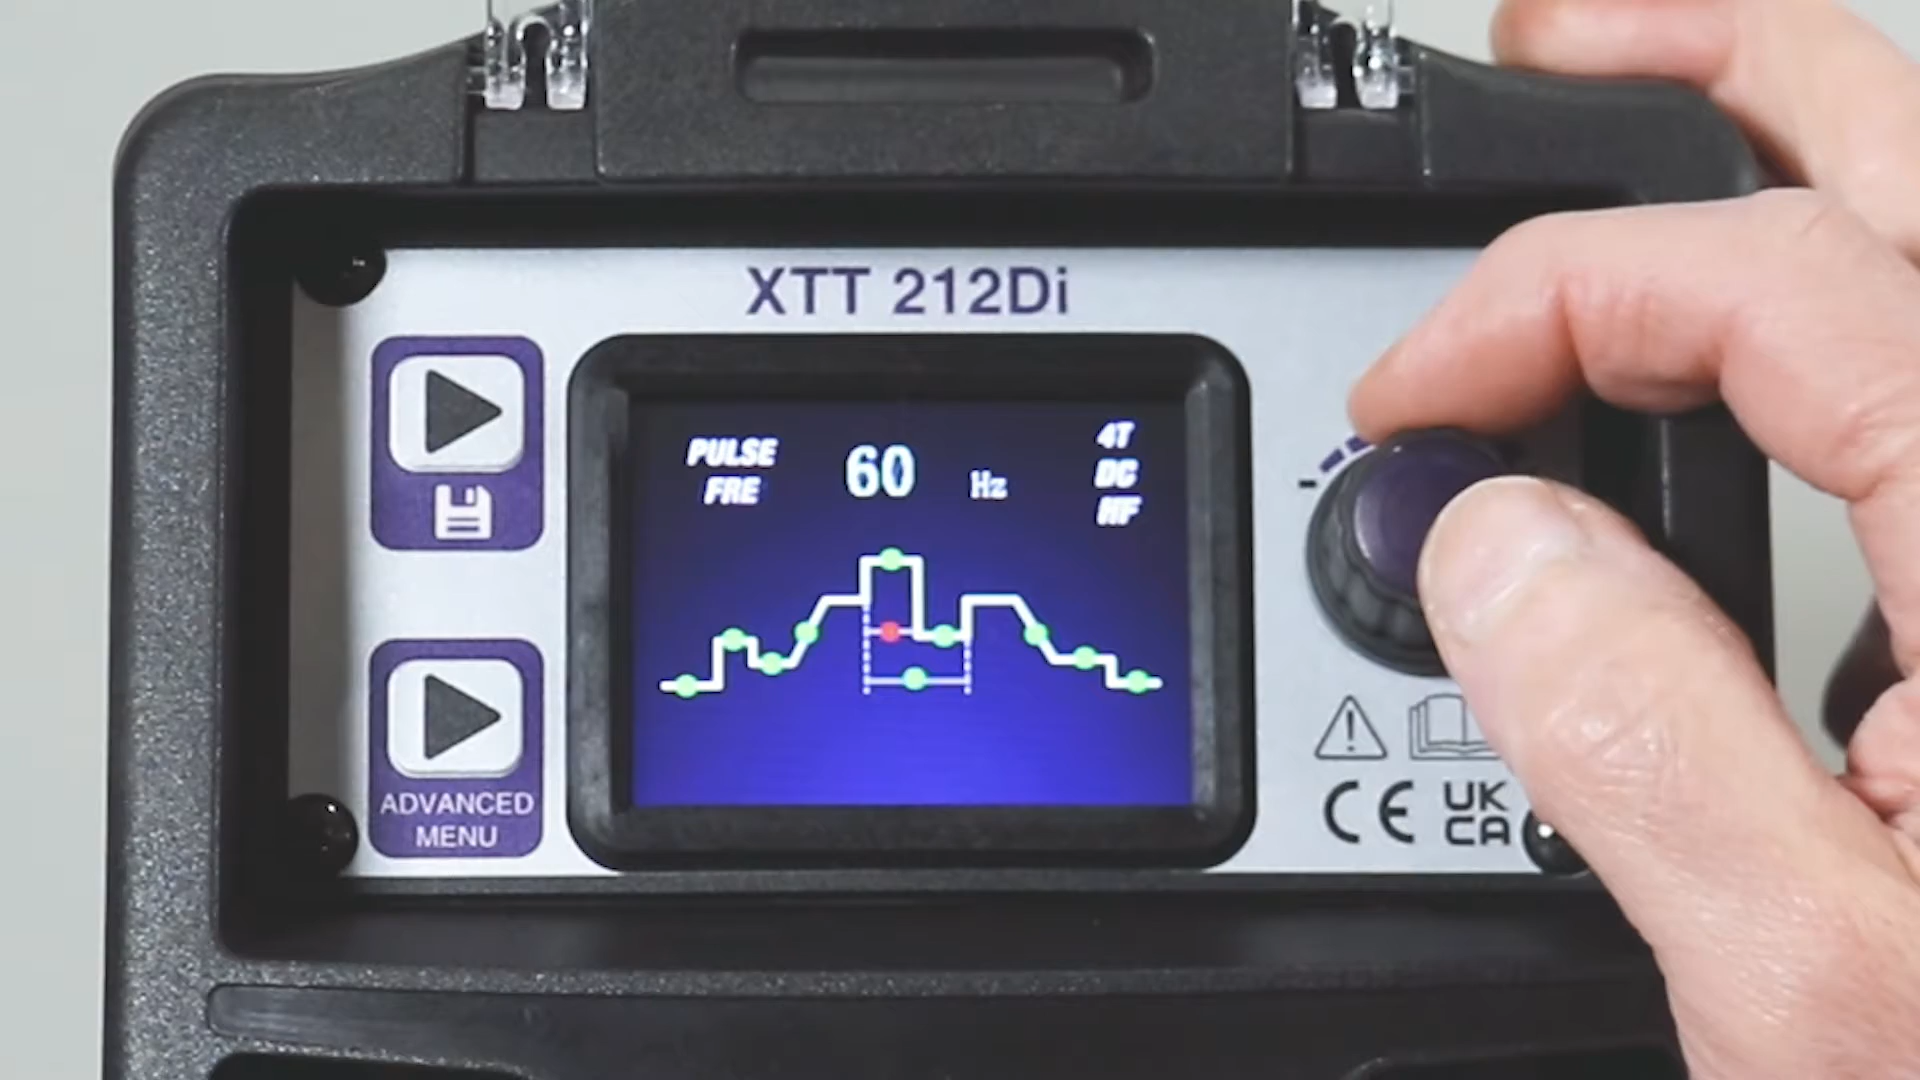 XTT 212Di
PULSE
FRE
60 Hz
4T
DC
HF
ADVANCED
MENU
CE
UK
CA